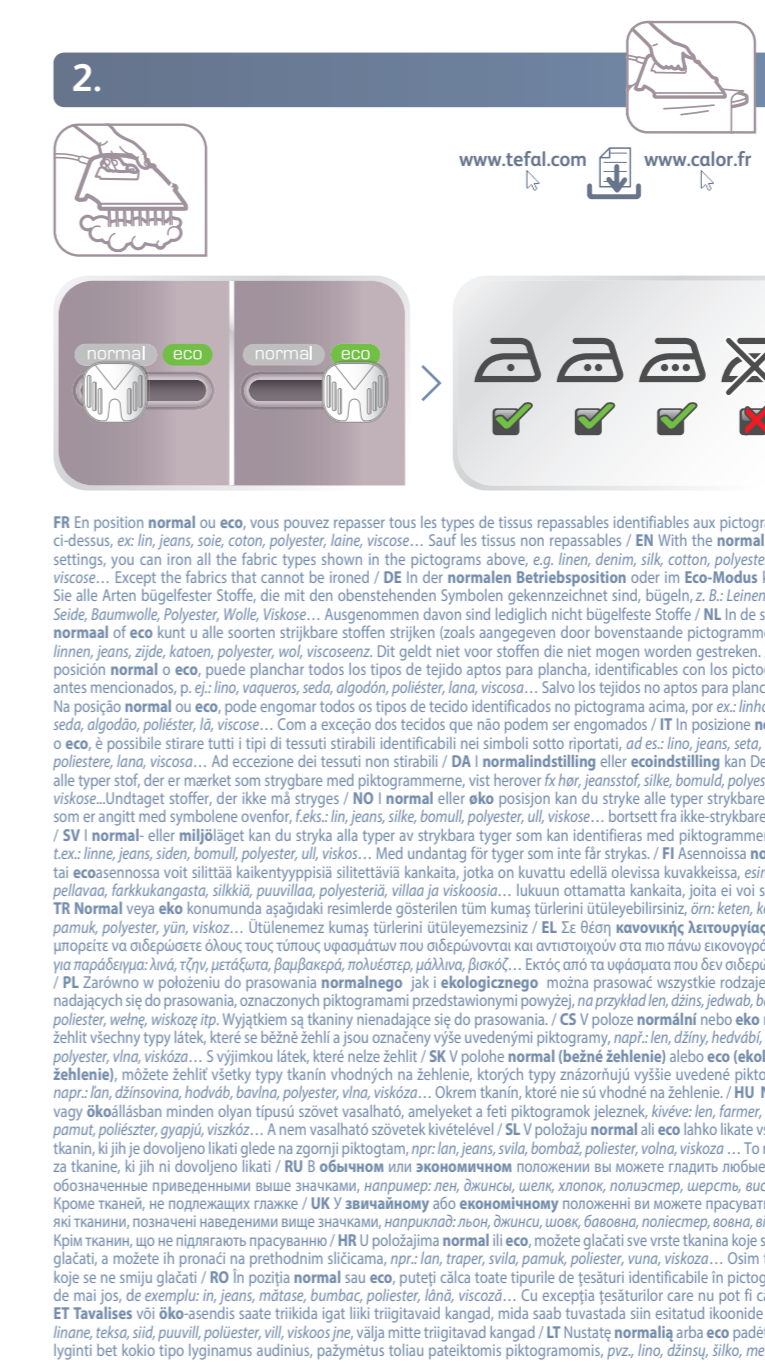 2.
www.tefal.com www.calor.fr
normal eco normal eco
FR En position normal ou eco, vous pouvez repasser tous les types de tissus repassables identifiables aux pictogr
ci-dessus, ex: lin, jeans, soie, coton, polyester, laine, viscose… Sauf les tissus non repassables / EN With the normal
settings, you can iron all the fabric types shown in the pictograms above, e.g. linen, denim, silk, cotton, polyeste
viscose… Except the fabrics that cannot be ironed / DE In der normalen Betriebsposition oder im Eco-Modus k
Sie alle Arten bügelfester Stoffe, die mit den obenstehenden Symbolen gekennzeichnet sind, bügeln, z. B.: Leinen
Seide, Baumwolle, Polyester, Wolle, Viskose… Ausgenommen davon sind lediglich nicht bügelfeste Stoffe / NL In de s
normaal of eco kunt u alle soorten strijkbare stoffen strijken (zoals aangegeven door bovenstaande pictogramme
linnen, jeans, zijde, katoen, polyester, wol, viscoseenz. Dit geldt niet voor stoffen die niet mogen worden gestreken.
posición normal o eco, puede planchar todos los tipos de tejido aptos para plancha, identificables con los picto
antes mencionados, p. ej.: lino, vaqueros, seda, algodón, poliéster, lana, viscosa… Salvo los tejidos no aptos para planc
Na posição normal ou eco, pode engomar todos os tipos de tecido identificados no pictograma acima, por ex.: linho
seda, algodão, poliéster, lã, viscose… Com a exceção dos tecidos que não podem ser engomados / IT In posizione no
o eco, è possibile stirare tutti i tipi di tessuti stirabili identificabili nei simboli sotto riportati, ad es.: lino, jeans, seta,
poliestere, lana, viscosa… Ad eccezione dei tessuti non stirabili / DA I normalindstilling eller ecoindstilling kan De
alle typer stof, der er mærket som strygbare med piktogrammerne, vist herover fx hør, jeansstof, silke, bomuld, polyes
viskose...Undtaget stoffer, der ikke må stryges / NO I normal eller øko posisjon kan du stryke alle typer strykbare
som er angitt med symbolene ovenfor, f.eks.: lin, jeans, silke, bomull, polyester, ull, viskose… bortsett fra ikke-strykbare
/ SV I normal- eller miljöläget kan du stryka alla typer av strykbara tyger som kan identifieras med piktogrammen
t.ex.: linne, jeans, siden, bomull, polyester, ull, viskos… Med undantag för tyger som inte får strykas. / FI Asennoissa no
tai ecoasennossa voit silittää kaikentyyppisiä silitettäviä kankaita, jotka on kuvattu edellä olevissa kuvakkeissa, esim
pellavaa, farkkukangasta, silkkiä, puuvillaa, polyesteriä, villaa ja viskoosia… lukuun ottamatta kankaita, joita ei voi s
TR Normal veya eko konumunda aşağıdaki resimlerde gösterilen tüm kumaş türlerini ütüleyebilirsiniz, örn: keten, k
pamuk, polyester, yün, viskoz… Ütülenemez kumaş türlerini ütüleyemezsiniz / EL Σε θέση κανονικής λειτουργίας
μπορείτε να σιδερώσετε όλους τους τύπους υφασμάτων που σιδερώνονται και αντιστοιχούν στα πιο πάνω εικονογρά
για παράδειγμα: λινά, τζην, μετάξωτα, βαμβακερά, πολυέστερ, μάλλινα, βισκόζ… Εκτός από τα υφάσματα που δεν σιδερώ
/ PL Zarówno w położeniu do prasowania normalnego jak i ekologicznego można prasować wszystkie rodzaje
nadających się do prasowania, oznaczonych piktogramami przedstawionymi powyżej, na przykład len, dżins, jedwab, ba
poliester, wełnę, wiskozę itp. Wyjątkiem są tkaniny nienadające się do prasowania. / CS V poloze normální nebo eko
žehlit všechny typy látek, které se běžně žehlí a jsou označeny výše uvedenými piktogramy, např.: len, džíny, hedvábí,
polyester, vlna, viskóza… S výjimkou látek, které nelze žehlit / SK V polohe normal (bežné žehlenie) alebo eco (ekol
žehlenie), môžete žehliť všetky typy tkanín vhodných na žehlenie, ktorých typy znázorňujú vyššie uvedené pikto
napr.: ľan, džínsovina, hodváb, bavlna, polyester, vlna, viskóza… Okrem tkanín, ktoré nie sú vhodné na žehlenie. / HU N
vagy ökoállásban minden olyan típusú szövet vasalható, amelyeket a feti piktogramok jeleznek, kivéve: len, farmer,
pamut, poliészter, gyapjú, viszkóz… A nem vasalható szövetek kivételével / SL V položaju normal ali eco lahko likate vs
tkanin, ki jih je dovoljeno likati glede na zgornji piktogtam, npr: lan, jeans, svila, bombaž, poliester, volna, viskoza … To n
za tkanine, ki jih ni dovoljeno likati / RU В обычном или экономичном положении вы можете гладить любые
обозначенные приведенными выше значками, например: лен, джинсы, шелк, хлопок, полиэстер, шерсть, вис
Кроме тканей, не подлежащих глажке / UK У звичайному або економічному положенні ви можете прасувати
які тканини, позначені наведеними вище значками, наприклад: льон, джинси, шовк, бавовна, поліестер, вовна, ві
Крім тканин, що не підлягають прасуванню / HR U položajima normal ili eco, možete glačati sve vrste tkanina koje s
glačati, a možete ih pronaći na prethodnim sličicama, npr.: lan, traper, svila, pamuk, poliester, vuna, viskoza… Osim t
koje se ne smiju glačati / RO În poziția normal sau eco, puteți călca toate tipurile de țesături identificabile în pictog
de mai jos, de exemplu: in, jeans, mătase, bumbac, poliester, lână, viscoză… Cu excepția țesăturilor care nu pot fi c
ET Tavalises või öko-asendis saate triikida igat liiki triigitavaid kangad, mida saab tuvastada siin esitatud ikoonide
linane, teksa, siid, puuvill, polüester, vill, viskoos jne, välja mitte triigitavad kangad / LT Nustatę normalią arba eco padėt
lyginti bet kokio tipo lyginamus audinius, pažymėtus toliau pateiktomis piktogramomis, pvz., lino, džinsų, šilko, me